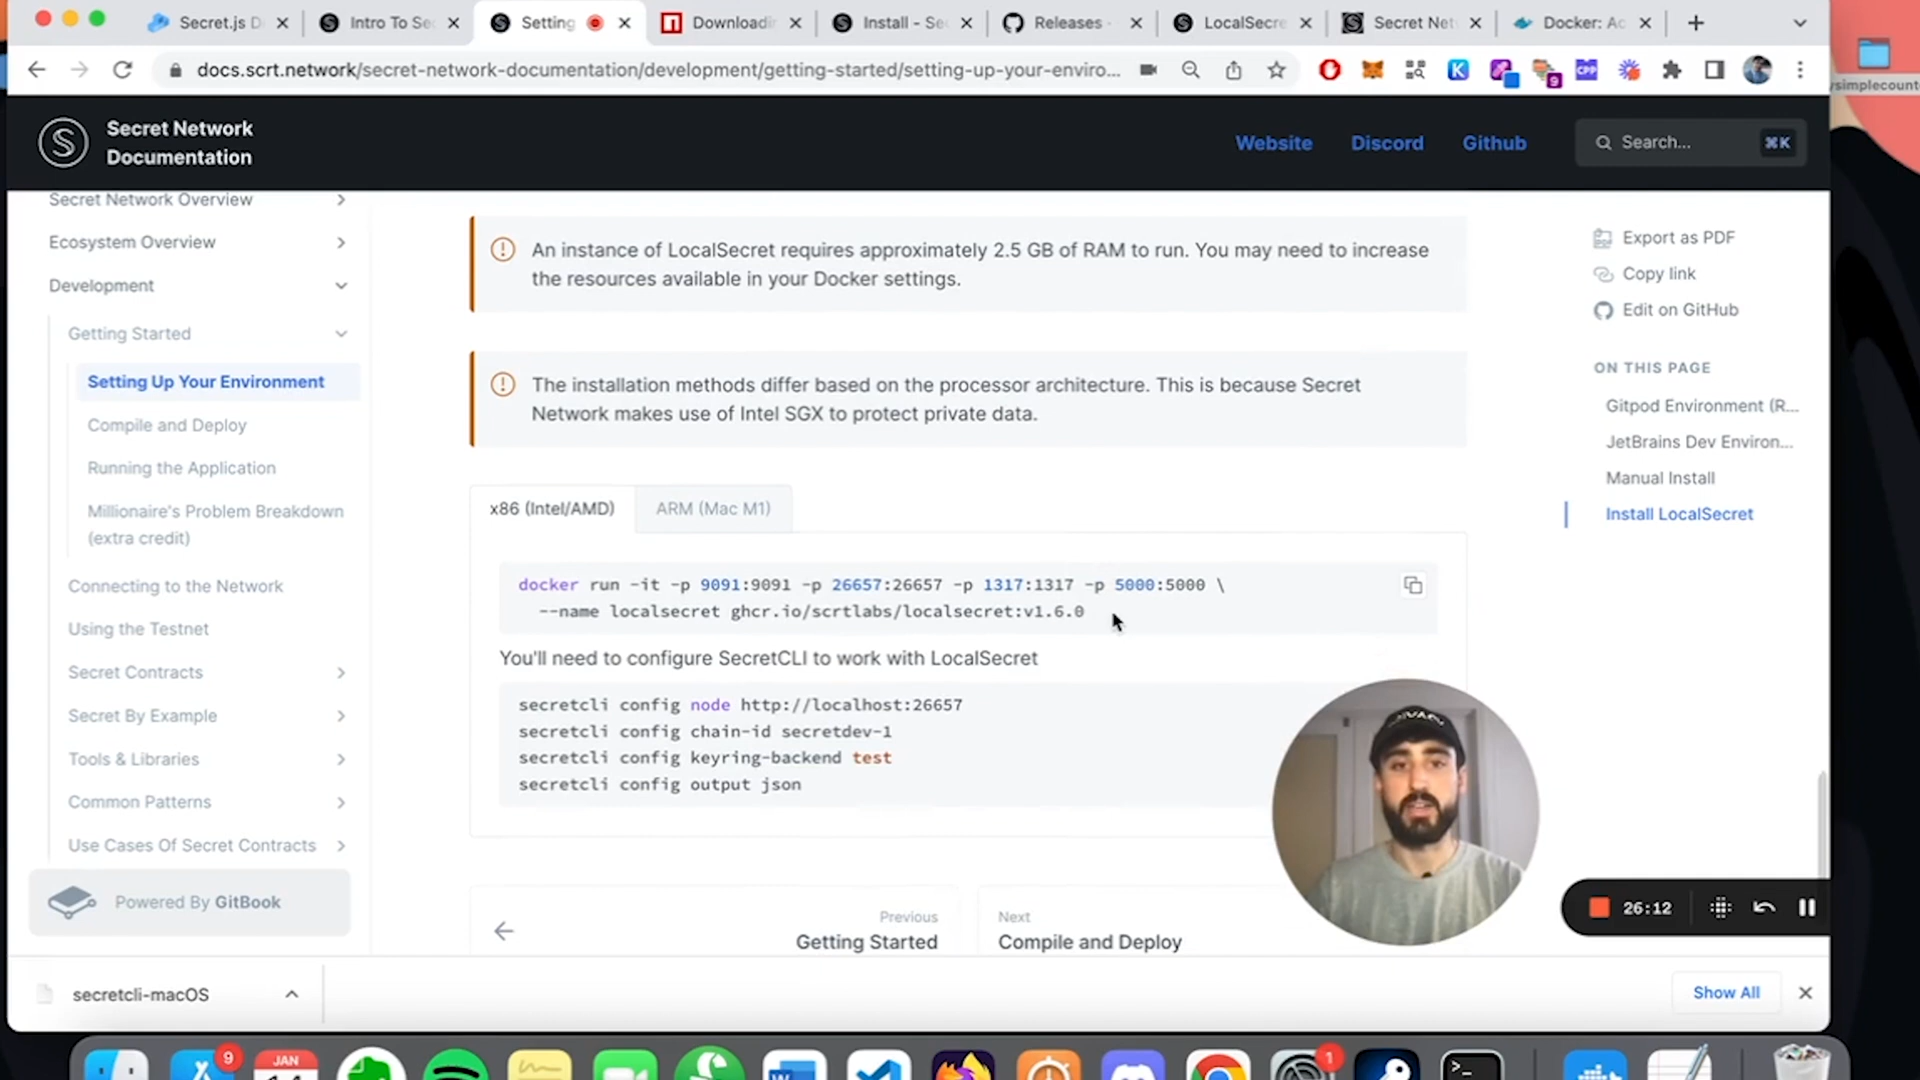 Secret.js D
Intro To Sec
Setting
Downloadin
Install - Se
Releases
LocalSecre
Secret Net
Docker: Ac
docs.scrt.network/secret-network-documentation/development/getting-started/setting-up-your-enviro...
CPP
9
simplecount
Secret Network
Documentation
Website
Discord
Github
Search...
⌘K
Secret Network Overview
Ecosystem Overview
Development
Getting Started
Setting Up Your Environment
Compile and Deploy
Running the Application
Millionaire's Problem Breakdown
(extra credit)
Connecting to the Network
Using the Testnet
Secret Contracts
Secret By Example
Tools & Libraries
Common Patterns
Use Cases Of Secret Contracts
Powered By GitBook
An instance of LocalSecret requires approximately 2.5 GB of RAM to run. You may need to increase
the resources available in your Docker settings.
The installation methods differ based on the processor architecture. This is because Secret
Network makes use of Intel SGX to protect private data.
x86 (Intel/AMD)
ARM (Mac M1)
docker run -it -p 9091:9091 -p 26657:26657 -p 1317:1317 -p 5000:5000 \
--name localsecret ghcr.io/scrtlabs/localsecret:v1.6.0
You'll need to configure SecretCLI to work with LocalSecret
secretcli config node http://localhost:26657
secretcli config chain-id secretdev-1
secretcli config keyring-backend test
secretcli config output json
Previous
Getting Started
Next
Compile and Deploy
Export as PDF
Copy link
Edit on GitHub
ON THIS PAGE
Gitpod Environment (R...
JetBrains Dev Environ...
Manual Install
Install LocalSecret
26:12
secretcli-macOS
Show All
9
JAN
1